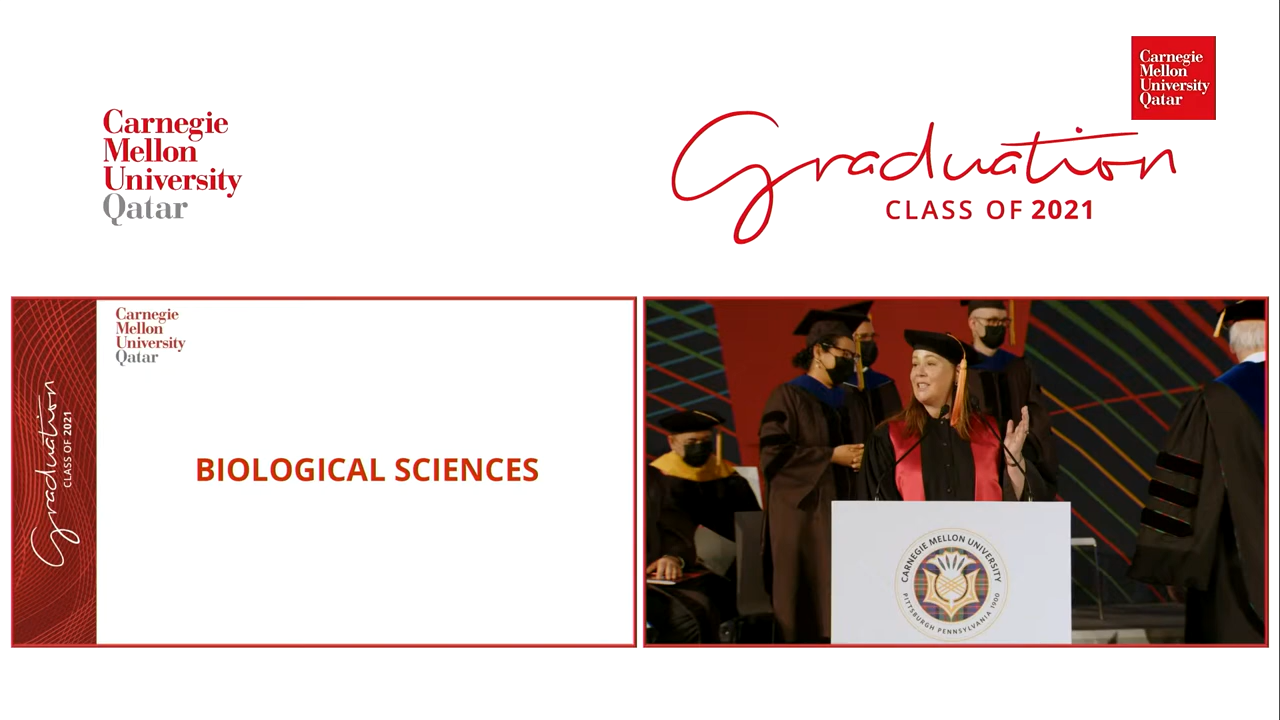 Carnegie
Mellon
University
Qatar
Graduation
CLASS OF 2021
Carnegie
Mellon
University
Qatar
Carnegie
Mellon
University
Qatar
Graduation
CLASS OF 2021
BIOLOGICAL SCIENCES
CARNEGIE MELLON UNIVERSITY
PITTSBURGH PENNSYLVANIA 1900